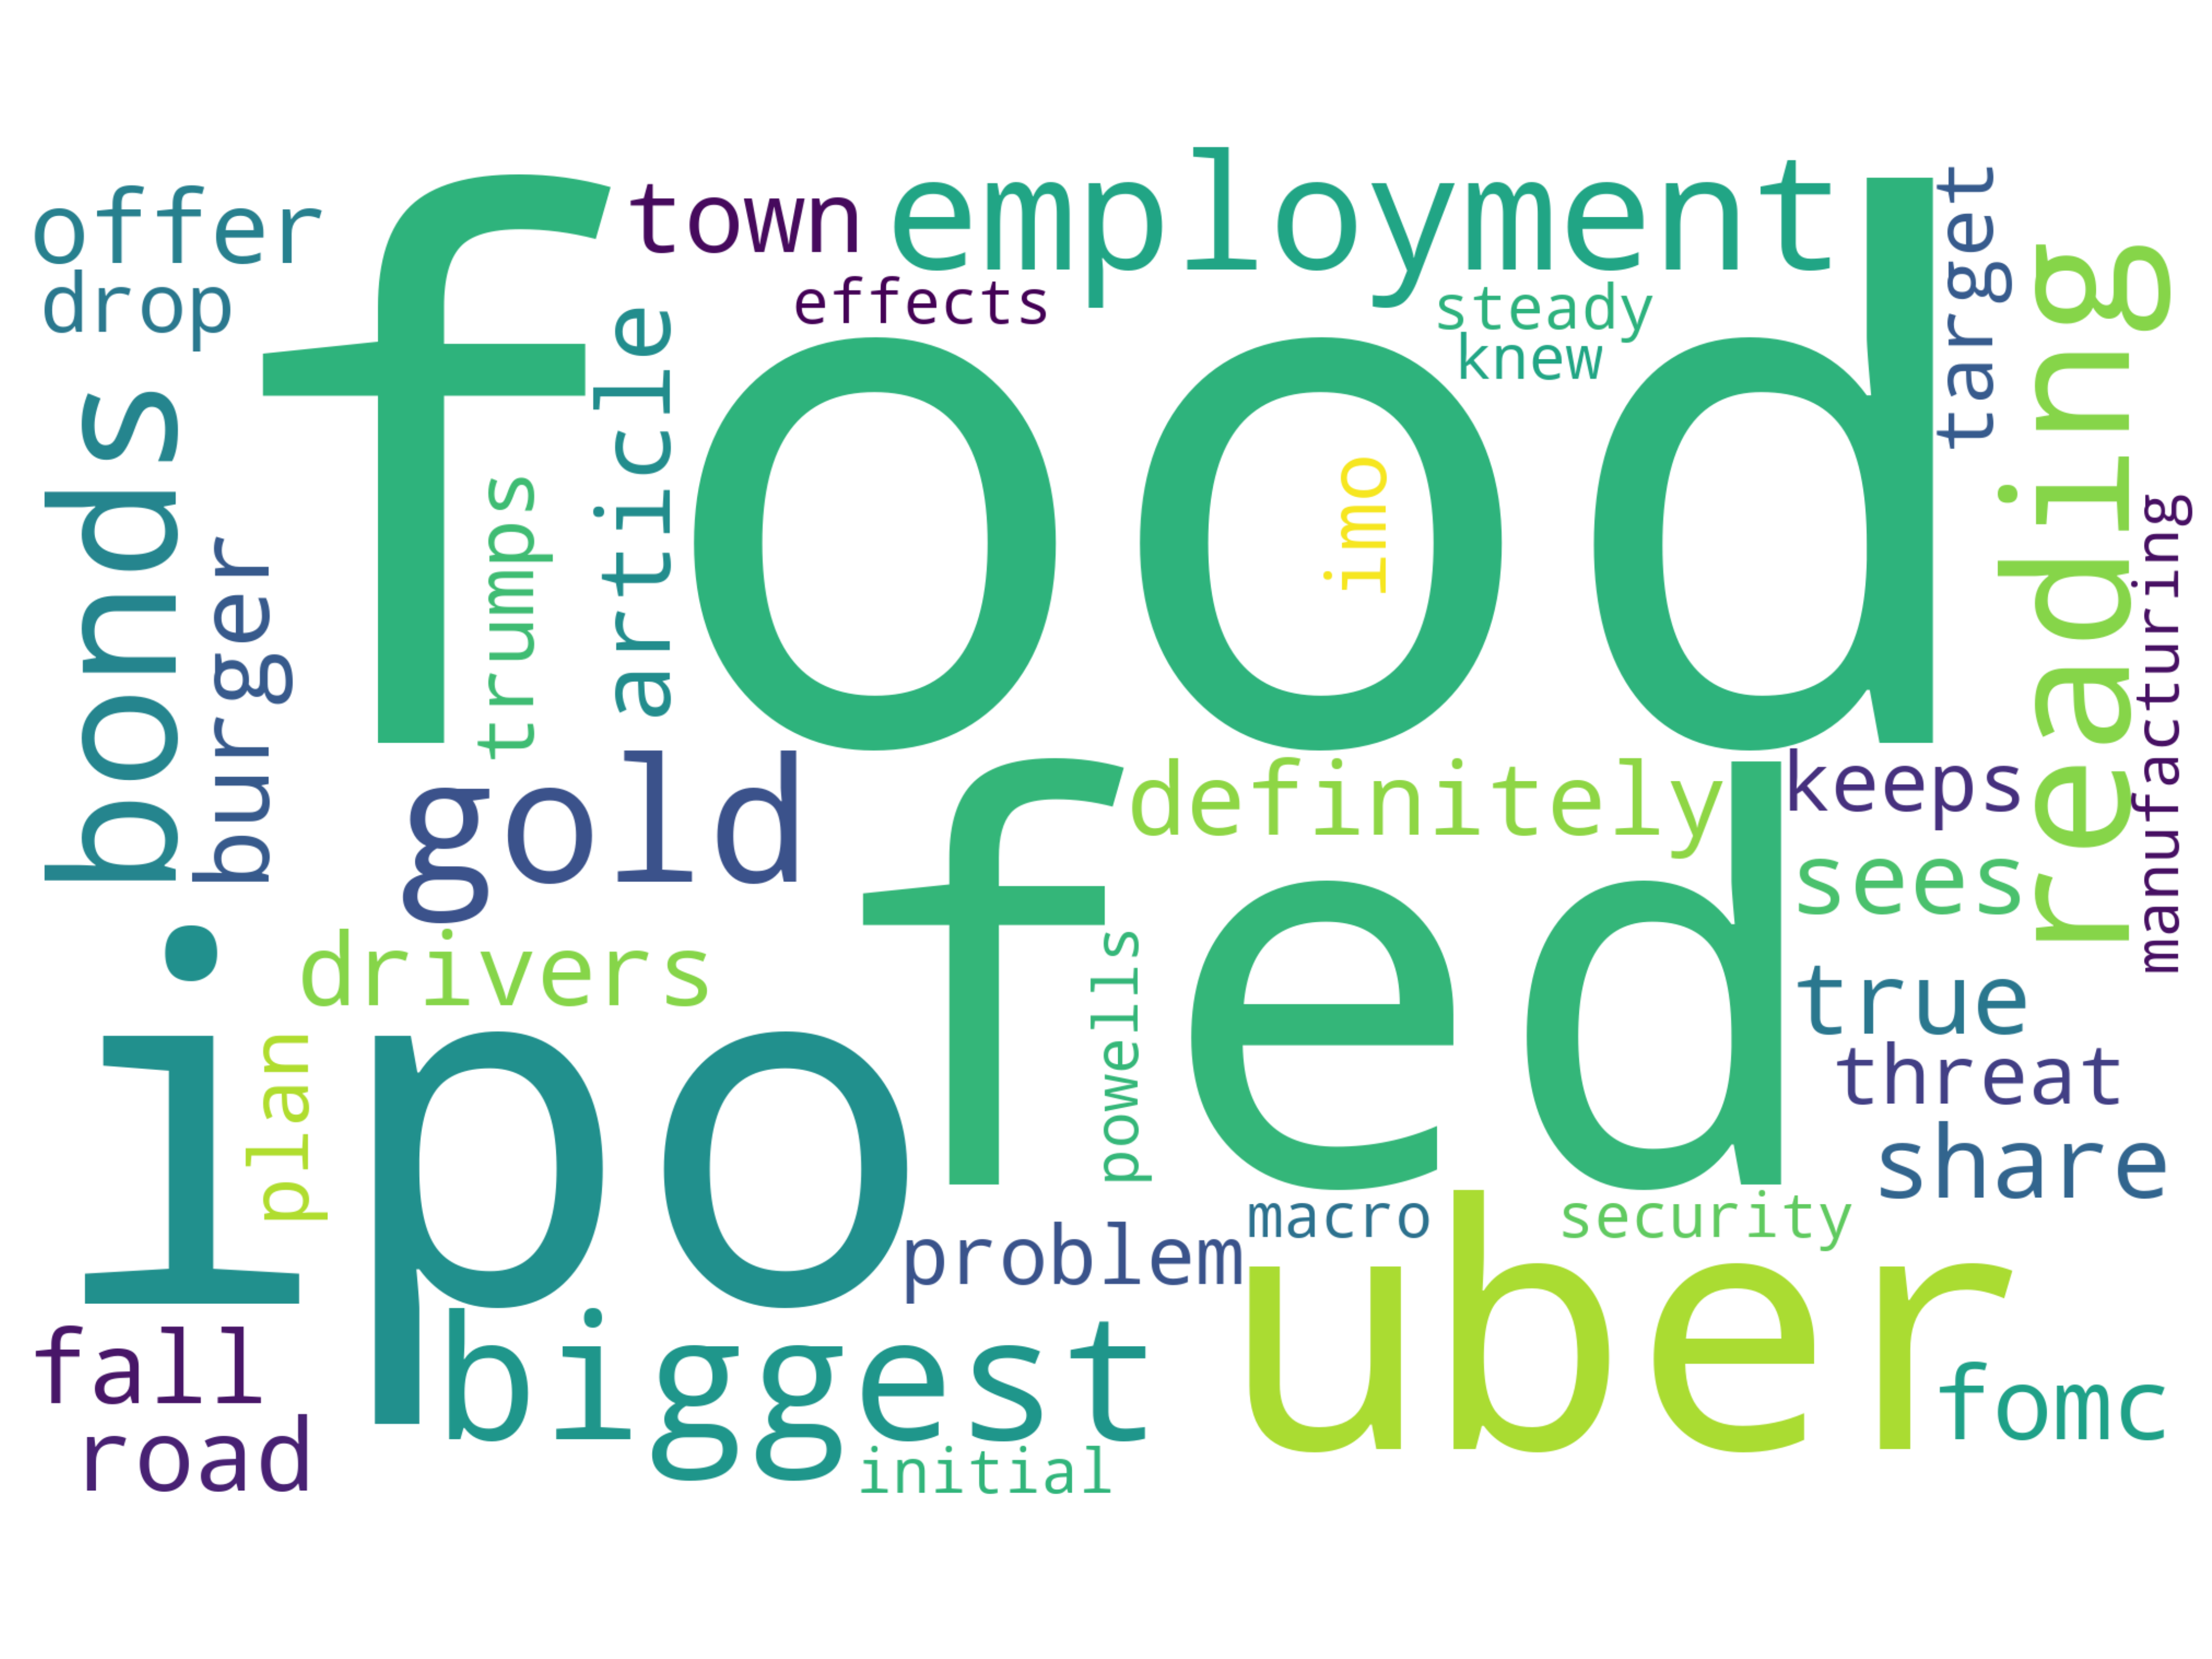 offer
drop
town
employment
effects
steady
knew
target
food
article
trumps
imo
bonds
burger
reading
manufacturing
gold
definitely
keeps
sees
fed
drivers
powells
true
threat
share
ipo
plan
problem
macro
security
uber
fall
road
biggest
initial
fomc